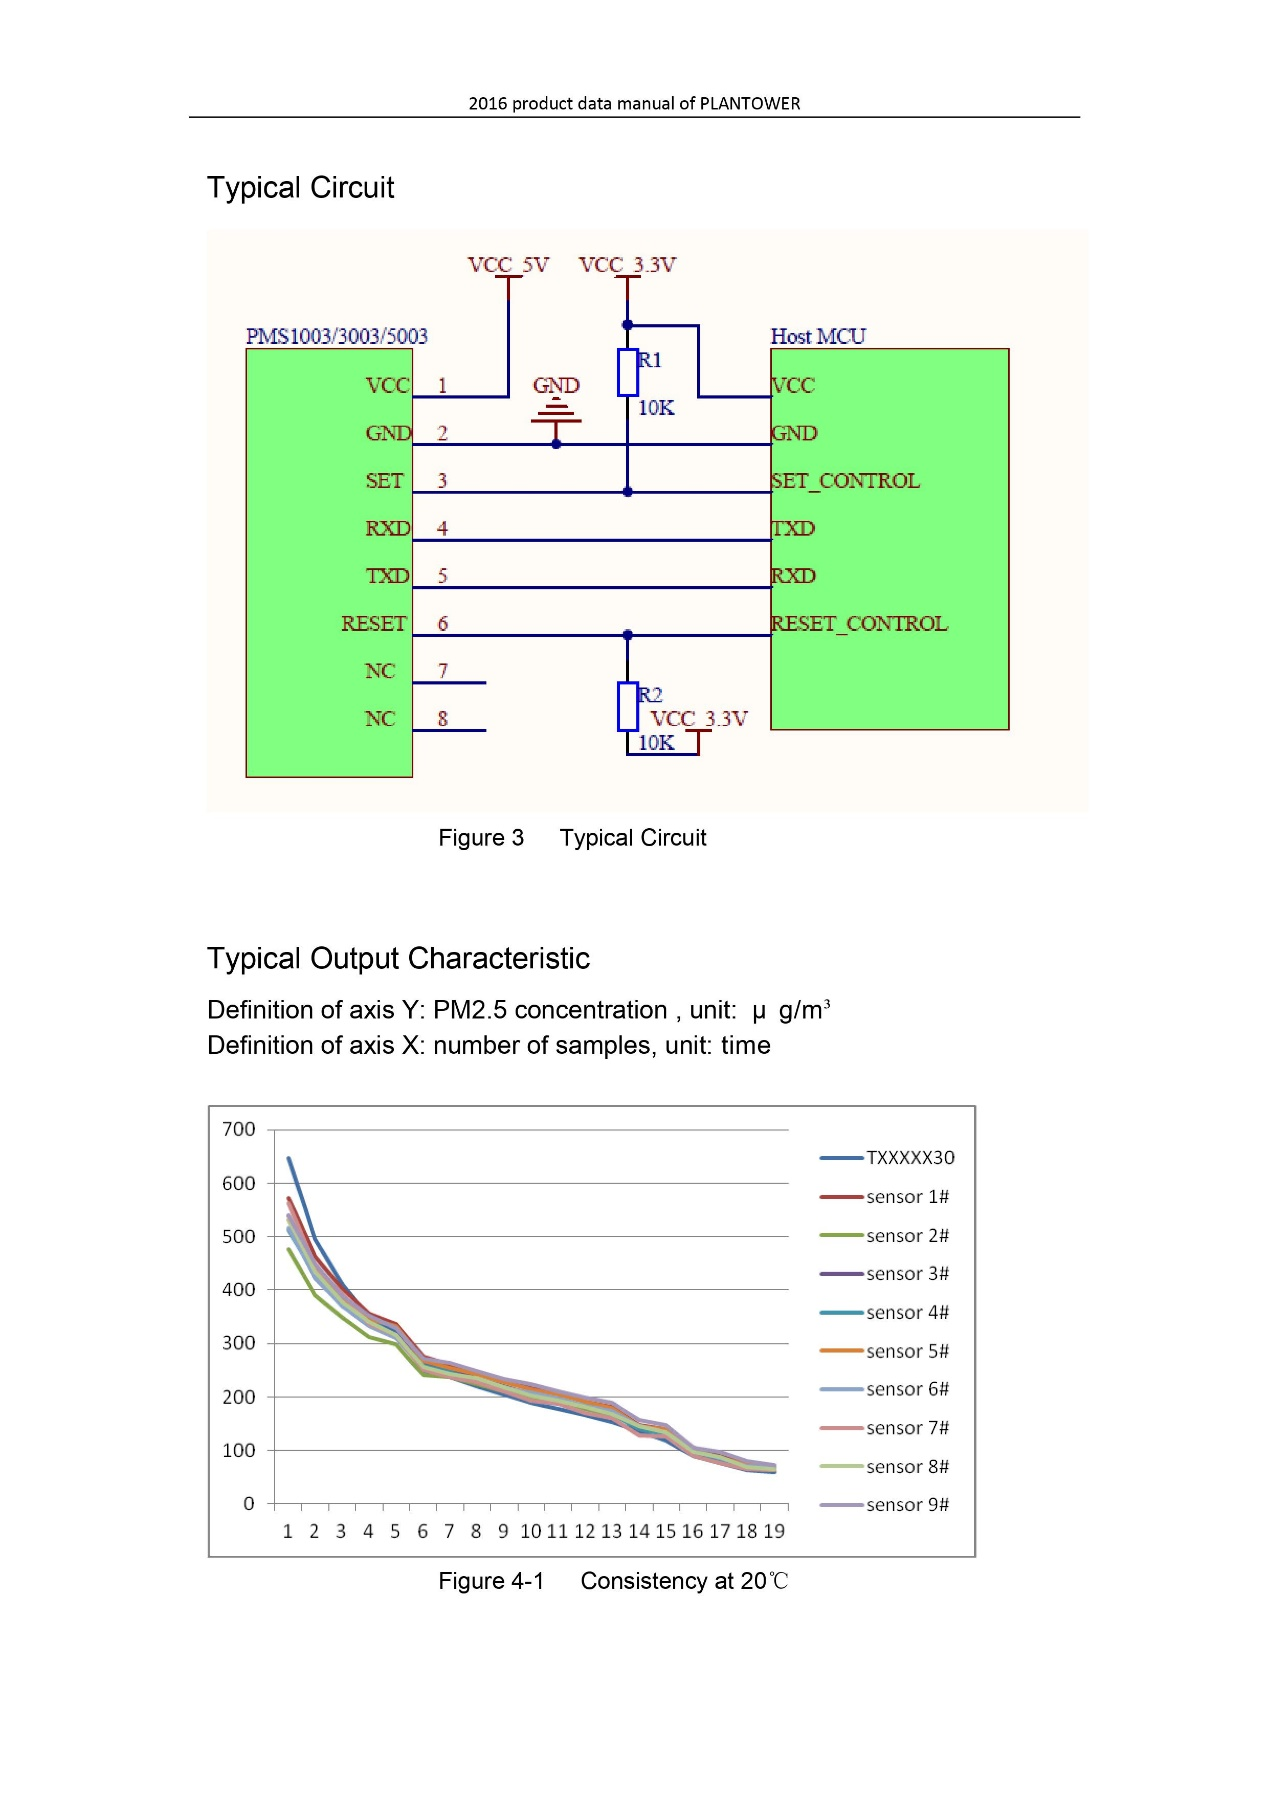 2016 product data manual of PLANTOWER
Typical Circuit
VCC_5V VCC_3.3V
PMS1003/3003/5003 Host MCU
R1
VCC 1 GND VCC
10K
GND 2 GND
SET 3 SET_CONTROL
RXD 4 TXD
TXD 5 RXD
RESET 6 RESET_CONTROL
NC 7
R2
NC 8 VCC_3.3V
10K
Figure 3 Typical Circuit
Typical Output Characteristic
Definition of axis Y: PM2.5 concentration , unit: μ g/m³
Definition of axis X: number of samples, unit: time
700
600
500
400
300
200
100
0
1 2 3 4 5 6 7 8 9 10 11 12 13 14 15 16 17 18 19
TXXXXX30
sensor 1#
sensor 2#
sensor 3#
sensor 4#
sensor 5#
sensor 6#
sensor 7#
sensor 8#
sensor 9#
Figure 4-1 Consistency at 20℃